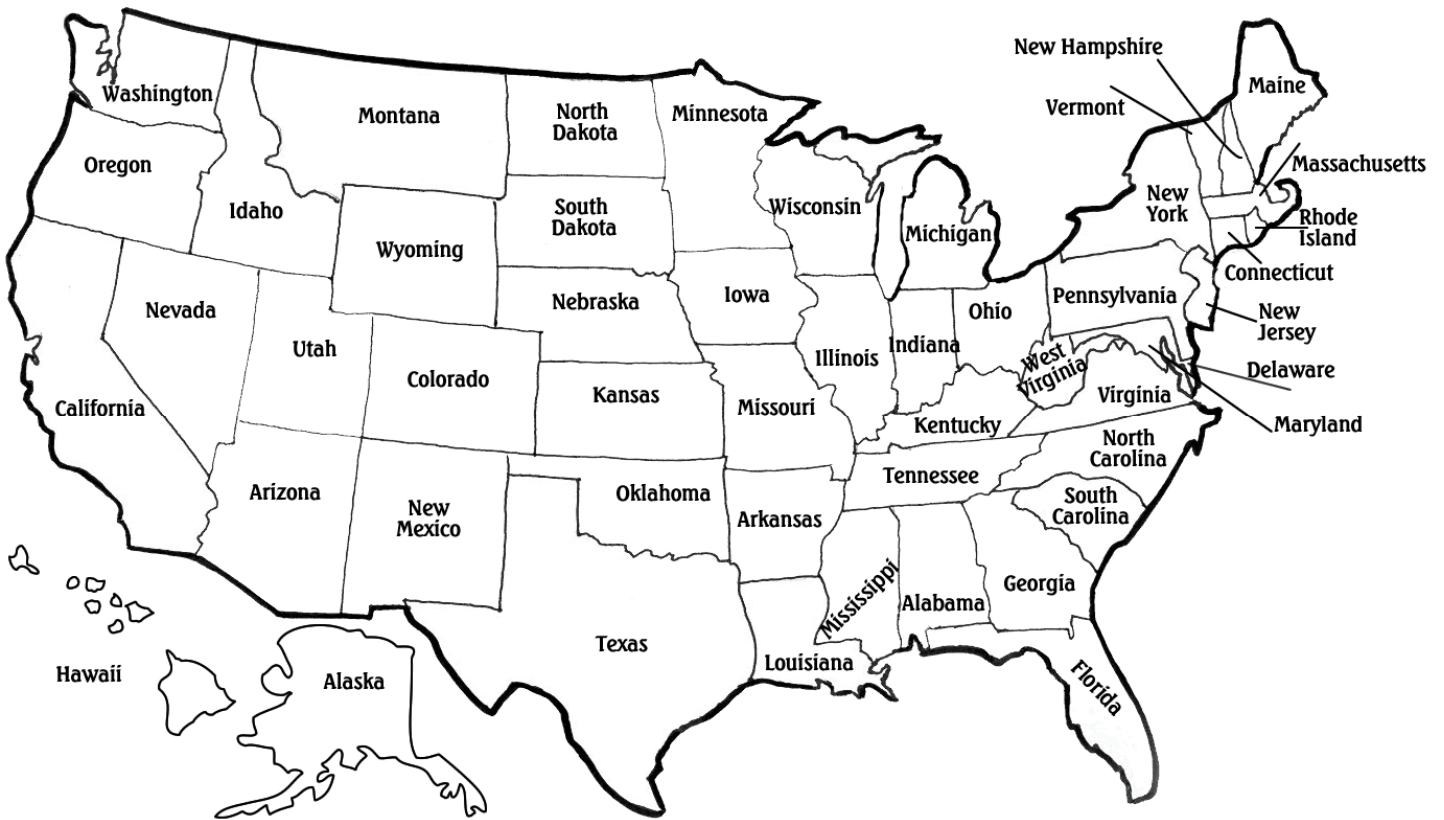 New Hampshire
Vermont
Maine
Massachusetts
Rhode
Island
Connecticut
New
Jersey
Delaware
Maryland
Washington
Montana
North
Dakota
Minnesota
Oregon
Idaho
Wyoming
South
Dakota
Wisconsin
Michigan
New
York
Nevada
Utah
Colorado
Nebraska
Iowa
Illinois
Indiana
Ohio
Pennsylvania
West
Virginia
Virginia
California
Kansas
Missouri
Kentucky
Arizona
New
Mexico
Oklahoma
Arkansas
Tennessee
North
Carolina
South
Carolina
Texas
Louisiana
Mississippi
Alabama
Georgia
Florida
Hawaii
Alaska